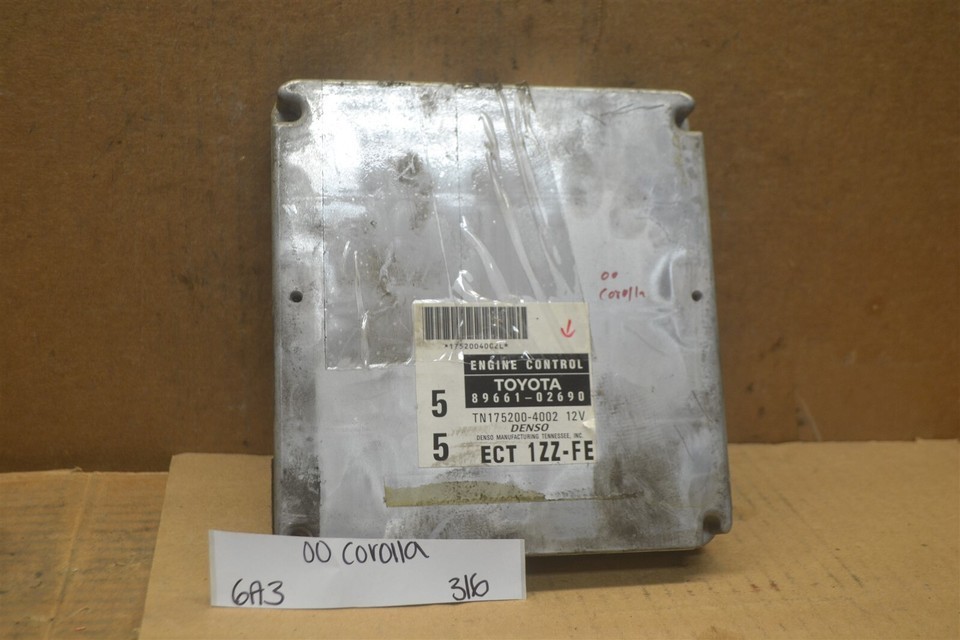 00
Corolla
*1752004002L*
ENGINE CONTROL
TOYOTA
89661-02690
5
TN175200-4002 12V
DENSO
DENSO MANUFACTURING TENNESSEE, INC.
5
ECT 1ZZ-FE
00 Corolla
6A3 316